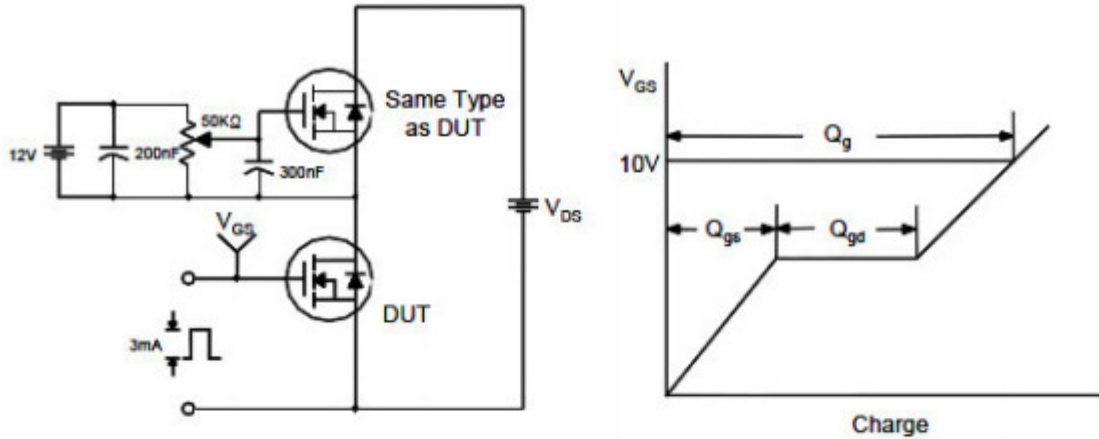 Same Type
as DUT
50KΩ
12V
200nF
300nF
VGS
VDS
DUT
3mA
VGS
10V
Qg
Qgs
Qgd
Charge